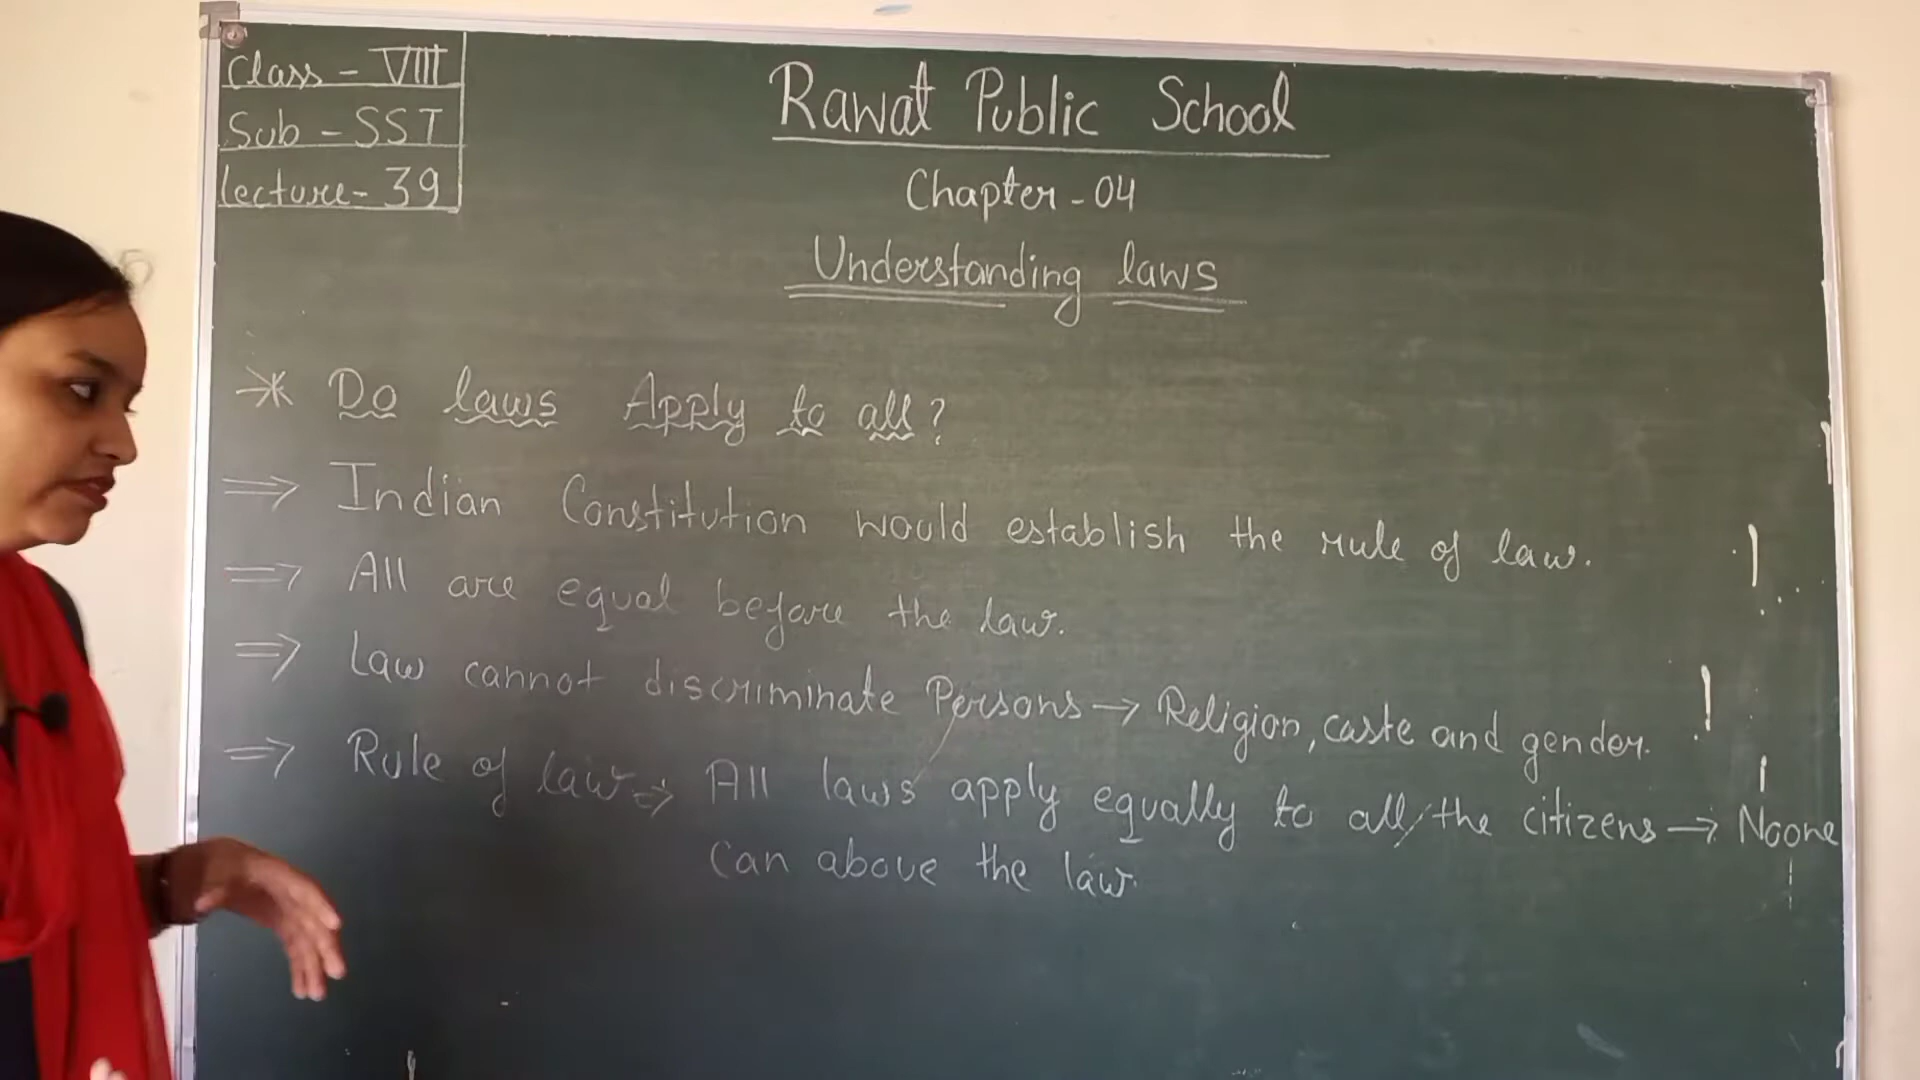 Class - VIII
Sub - SST
Lecture - 39
Rawat Public School
Chapter - 04
Understanding laws
* Do laws Apply to all?
⇒ Indian Constitution would establish the rule of law.
⇒ All are equal before the law.
⇒ Law cannot discriminate Persons → Religion, caste and gender.
⇒ Rule of law ⇒ All laws apply equally to all/the citizens → Noone
Can above the law.